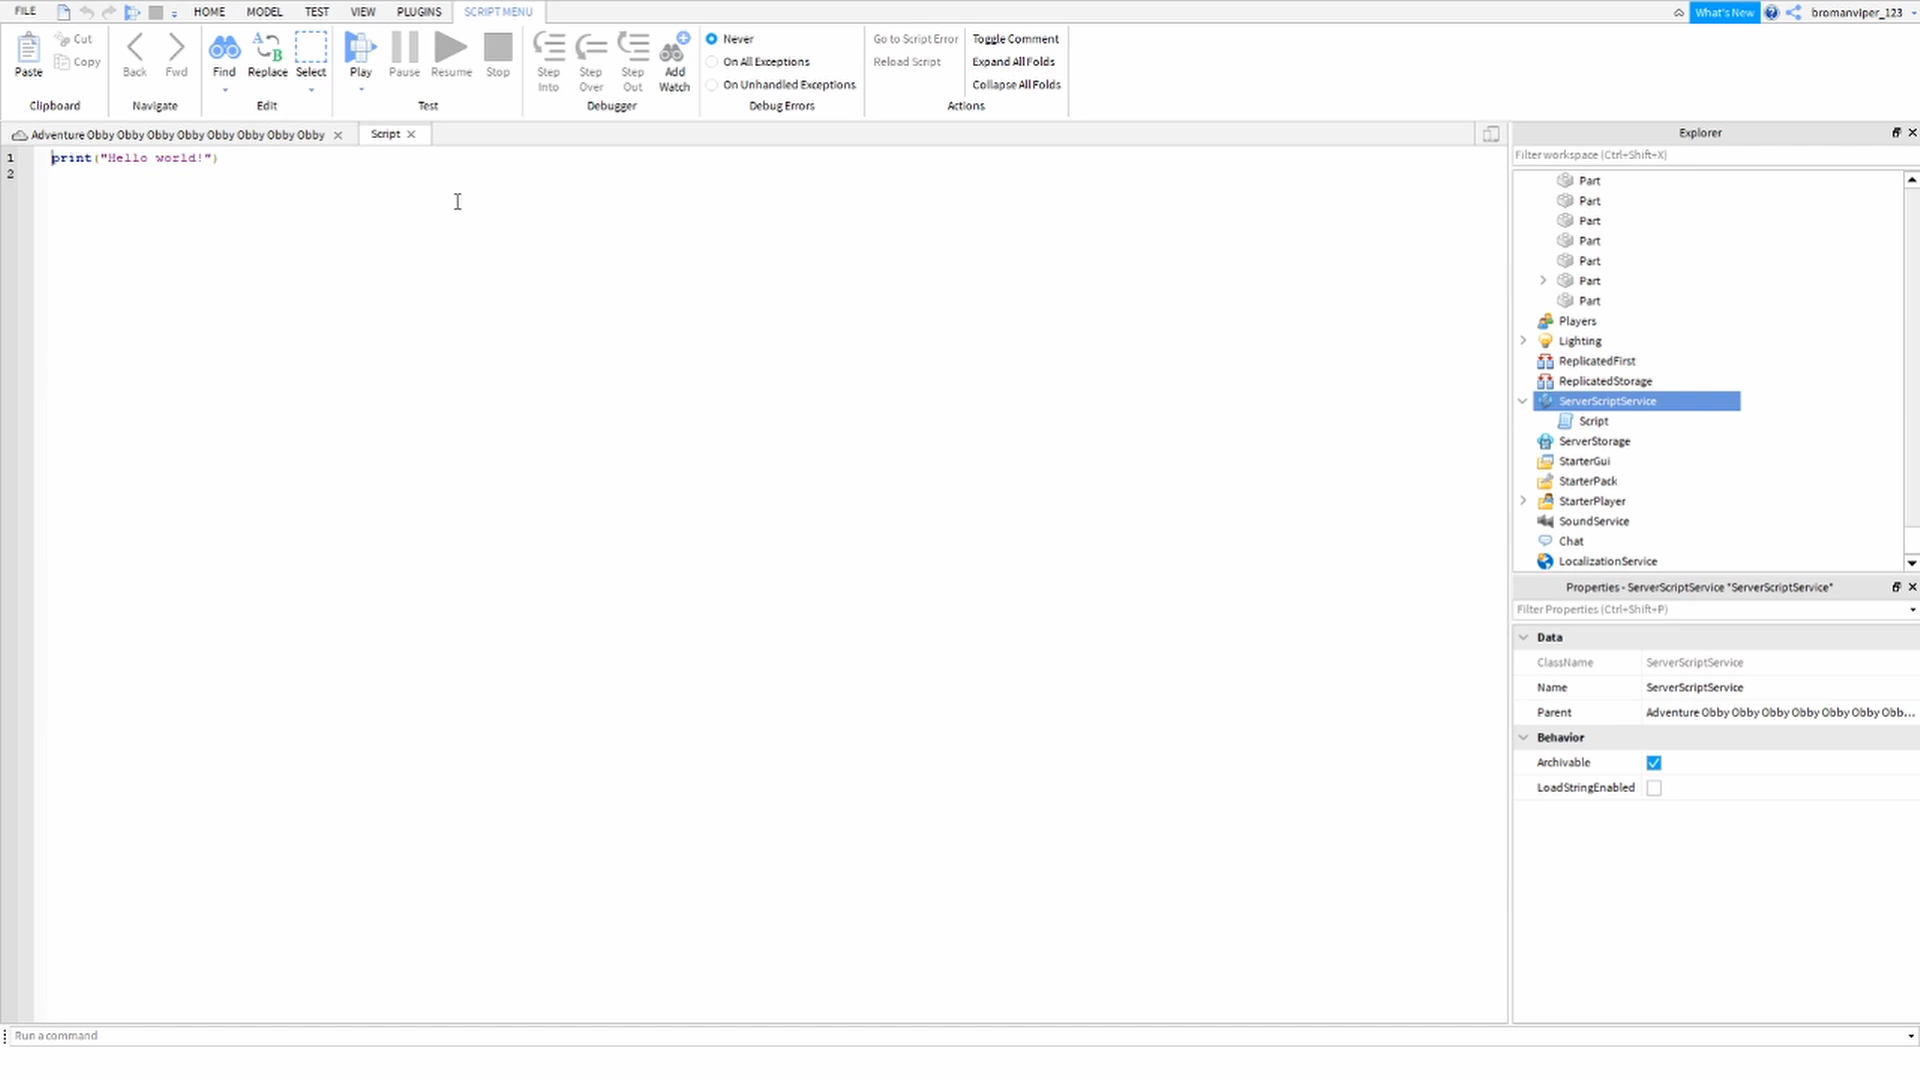 FILE HOME MODEL TEST VIEW PLUGINS SCRIPT MENU What's New bromanviper_123
Paste Cut Copy Clipboard
Back Fwd Navigate
Find Replace Select Edit
Play Pause Resume Stop Test
Step Into Step Over Step Out Add Watch Debugger
Never
On All Exceptions
On Unhandled Exceptions
Debug Errors
Go to Script Error Toggle Comment
Reload Script Expand All Folds
Collapse All Folds
Actions
Adventure Obby Obby Obby Obby Obby Obby Obby Obby Script
1 print("Hello world!")
2
Explorer
Filter workspace (Ctrl+Shift+X)
Part
Part
Part
Part
Part
Part
Part
Players
Lighting
ReplicatedFirst
ReplicatedStorage
ServerScriptService
Script
ServerStorage
StarterGui
StarterPack
StarterPlayer
SoundService
Chat
LocalizationService
Properties - ServerScriptService "ServerScriptService"
Filter Properties (Ctrl+Shift+P)
Data
ClassName ServerScriptService
Name ServerScriptService
Parent Adventure Obby Obby Obby Obby Obby Obby Obb...
Behavior
Archivable
LoadStringEnabled
Run a command